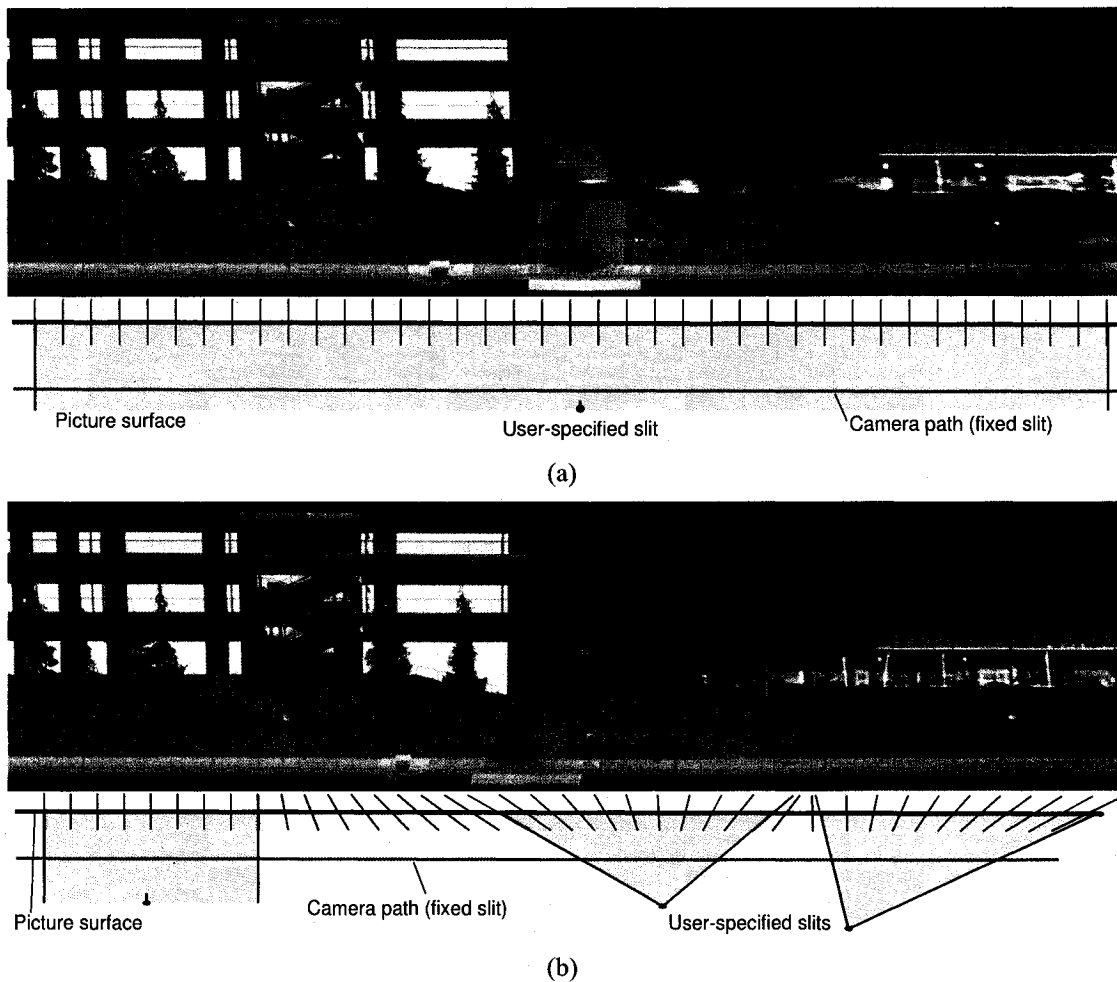 Picture surface
User-specified slit
Camera path (fixed slit)
(a)
Picture surface
Camera path (fixed slit)
User-specified slits
(b)